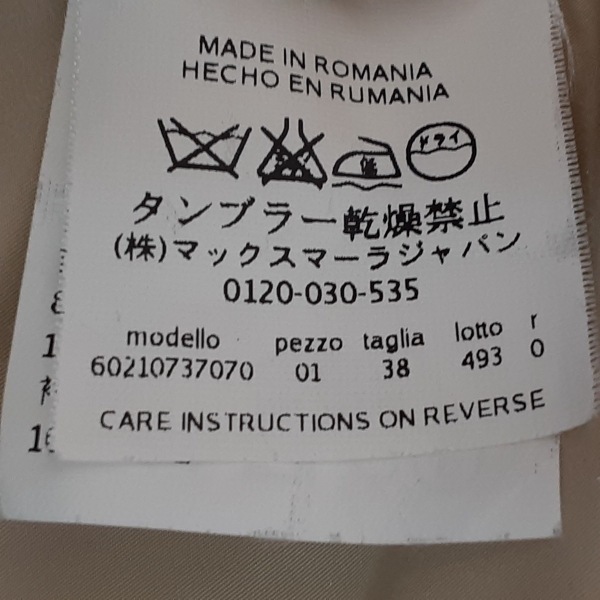 MADE IN ROMANIA
HECHO EN RUMANIA
低 ドライ
タンブラー乾燥禁止
(株)マックスマーラジャパン
0120-030-535
modello pezzo taglia lotto r
60210737070 01 38 493 0
CARE INSTRUCTIONS ON REVERSE